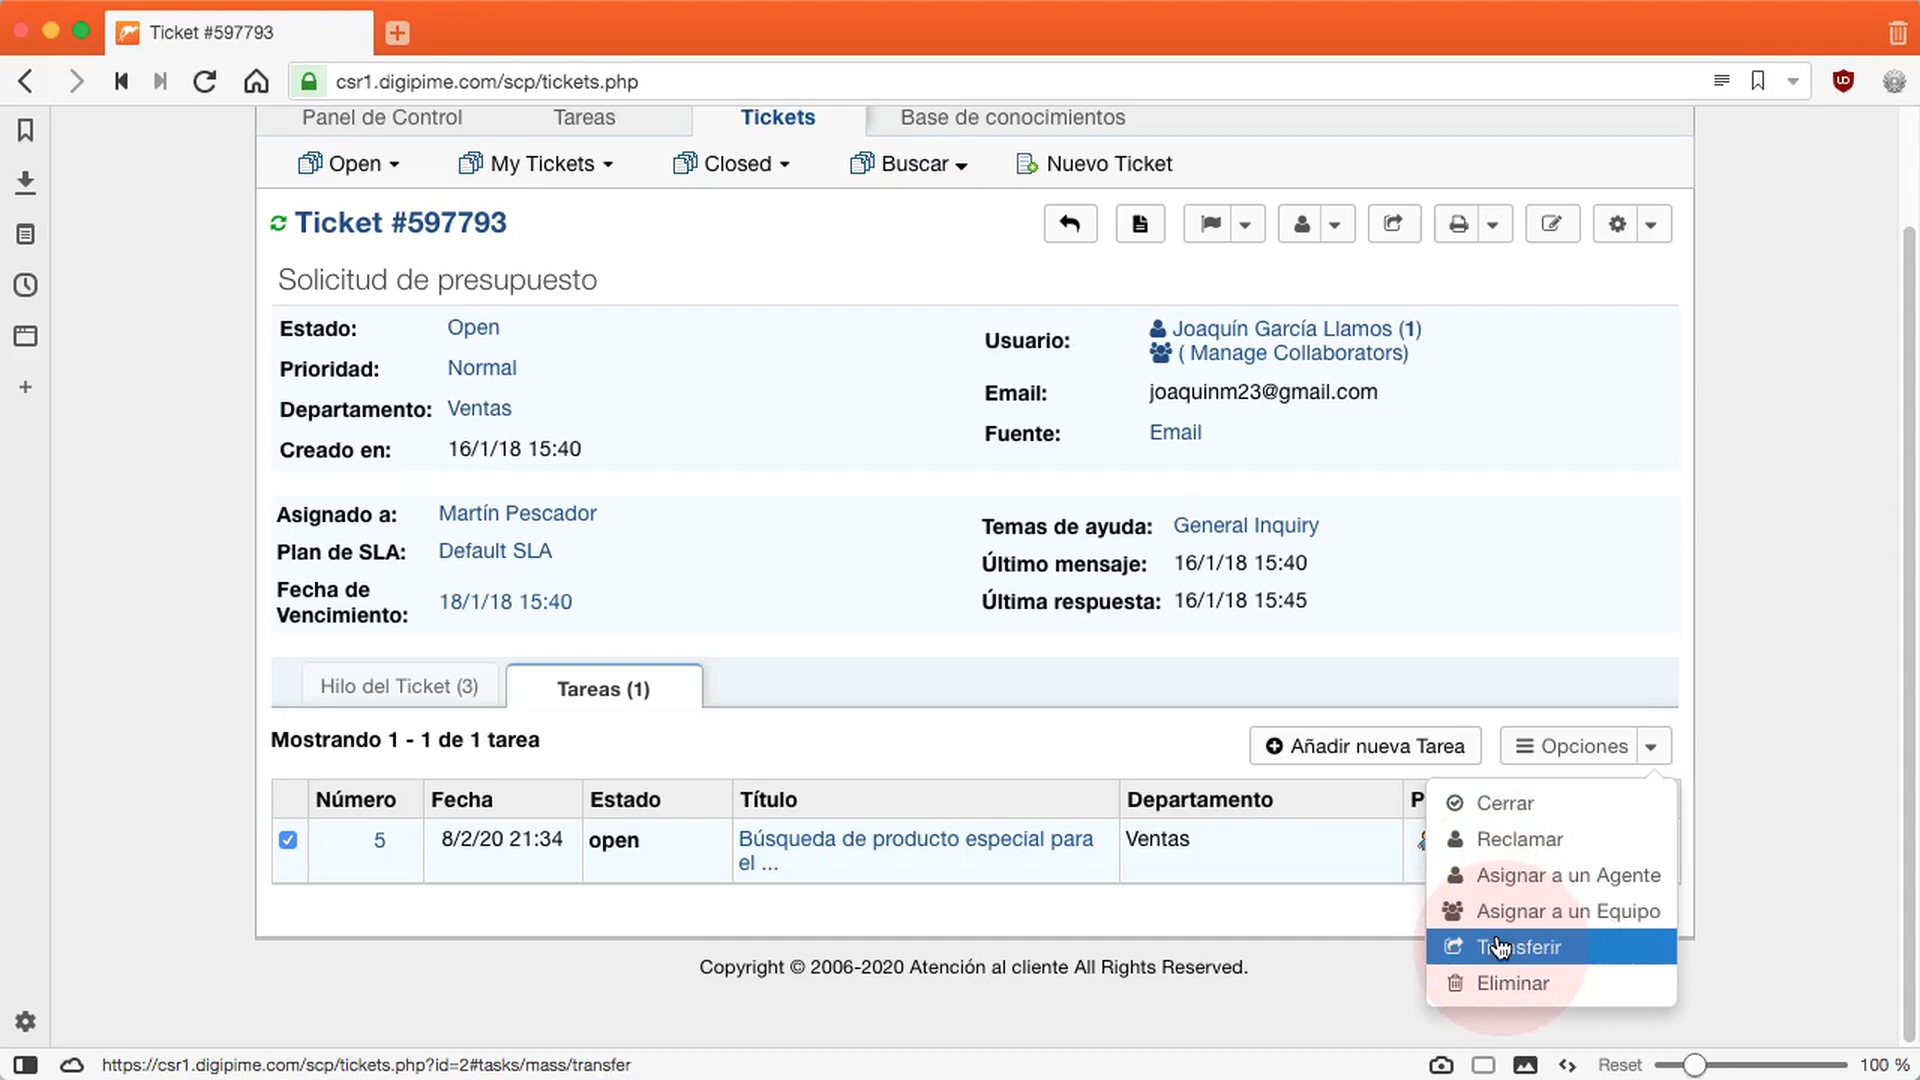 Ticket #597793
csr1.digipime.com/scp/tickets.php
Panel de Control Tareas Tickets Base de conocimientos
Open My Tickets Closed Buscar Nuevo Ticket
Ticket #597793
Solicitud de presupuesto
Estado: Open
Prioridad: Normal
Departamento: Ventas
Creado en: 16/1/18 15:40
Usuario: Joaquín García Llamos (1)
( Manage Collaborators)
Email: joaquinm23@gmail.com
Fuente: Email
Asignado a: Martín Pescador
Plan de SLA: Default SLA
Fecha de
Vencimiento: 18/1/18 15:40
Temas de ayuda: General Inquiry
Último mensaje: 16/1/18 15:40
Última respuesta: 16/1/18 15:45
Hilo del Ticket (3) Tareas (1)
Mostrando 1 - 1 de 1 tarea
Añadir nueva Tarea Opciones
Número Fecha Estado Título Departamento
5 8/2/20 21:34 open Búsqueda de producto especial para
el ... Ventas
Cerrar
Reclamar
Asignar a un Agente
Asignar a un Equipo
Transferir
Eliminar
Copyright © 2006-2020 Atención al cliente All Rights Reserved.
https://csr1.digipime.com/scp/tickets.php?id=2#tasks/mass/transfer
Reset 100 %